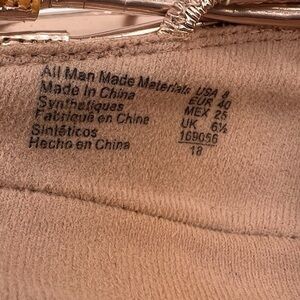 All Man Made Materials USA 8
Made In China EUR 40
Synthetiques MEX 25
Fabriqué en Chine UK 6½
Sintéticos 169056
Hecho en China 18